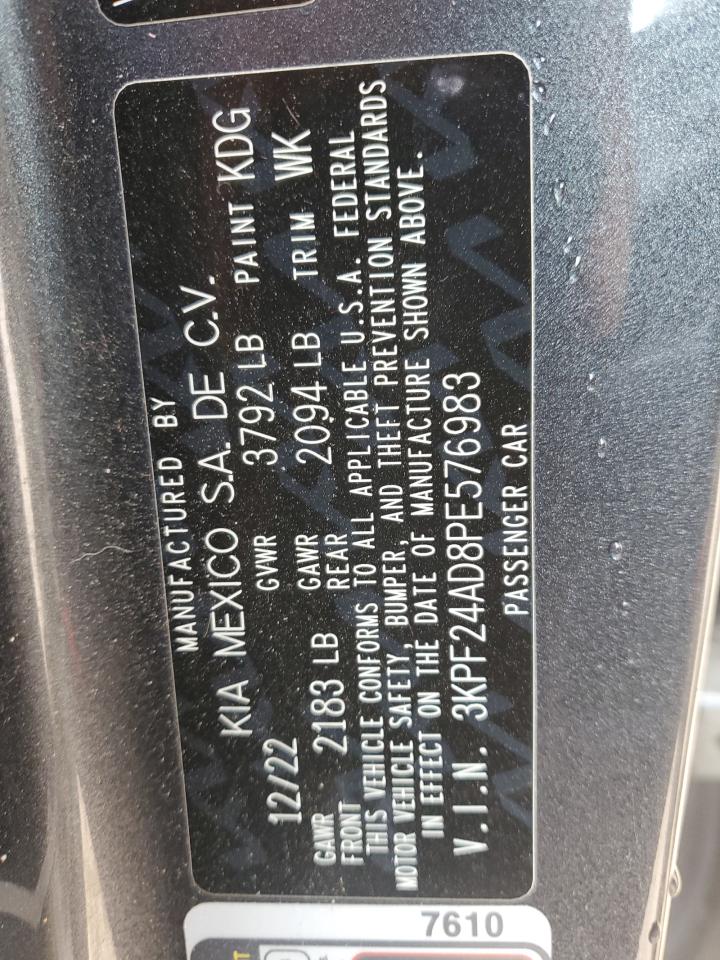 MANUFACTURED BY
KIA MEXICO S.A. DE C.V.
12/22 GVWR 3792 LB PAINT KDG
GAWR FRONT 2183 LB GAWR REAR 2094 LB TRIM WK
THIS VEHICLE CONFORMS TO ALL APPLICABLE U.S.A. FEDERAL
MOTOR VEHICLE SAFETY, BUMPER, AND THEFT PREVENTION STANDARDS
IN EFFECT ON THE DATE OF MANUFACTURE SHOWN ABOVE.
V.I.N. 3KPF24AD8PE576983
PASSENGER CAR
7610